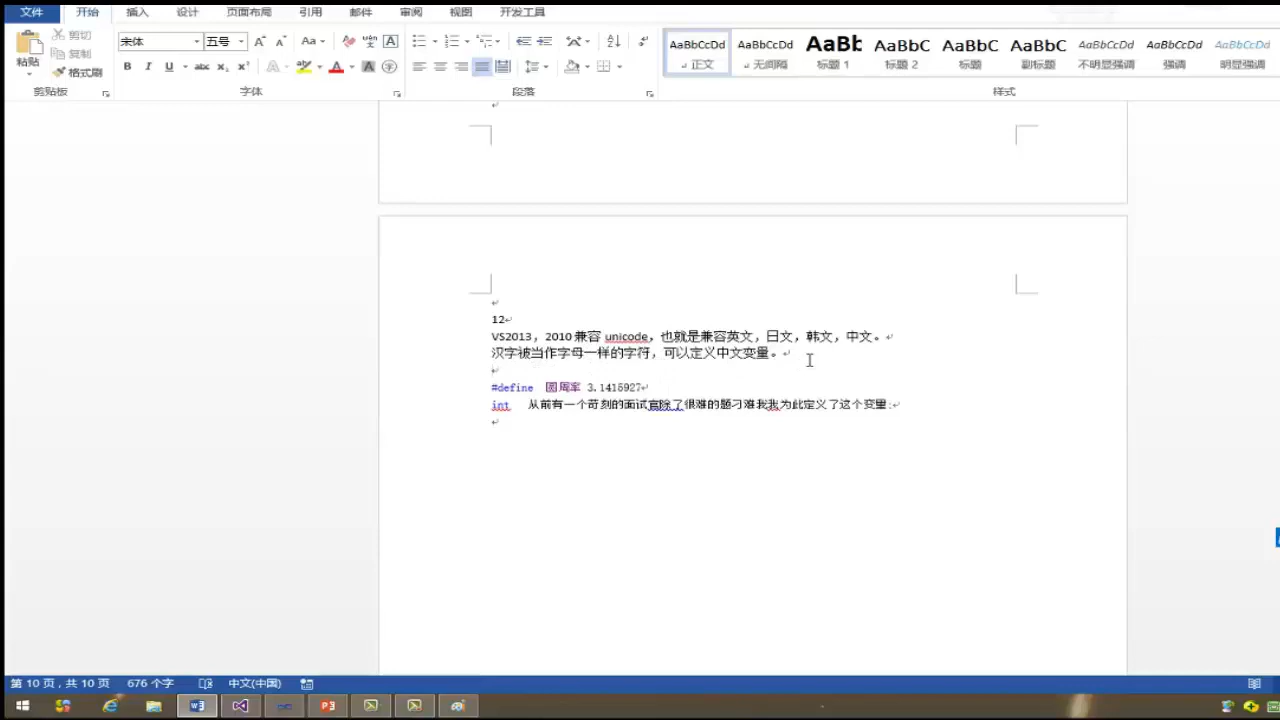 文件 开始 插入 设计 页面布局 引用 邮件 审阅 视图 开发工具
粘贴 剪切 复制 格式刷
宋体 五号
AaBbCcDd AaBbCcDd AaBb AaBbC AaBbC AaBbC AaBbCcDd AaBbCcDd AaBbCcDd
正文 无间隔 标题 1 标题 2 标题 副标题 不明显强调 强调 明显强调
剪贴板 字体 段落 样式
12
VS2013，2010 兼容 unicode，也就是兼容英文，日文，韩文，中文。
汉字被当作字母一样的字符，可以定义中文变量。
#define 圆周率 3.1415927
int 从前有一个苛刻的面试官除了很难的题刁难我我为此定义了这个变量;
第 10 页，共 10 页 676 个字 中文(中国)